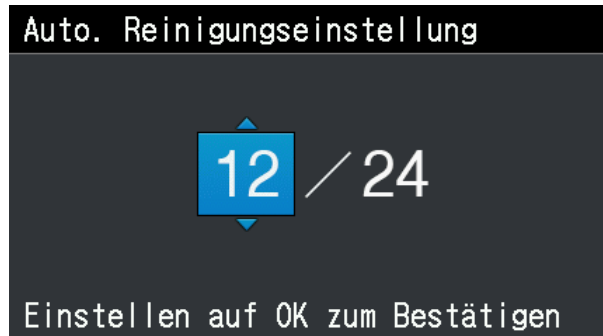 Auto. Reinigungseinstellung
12 / 24
Einstellen auf OK zum Bestätigen